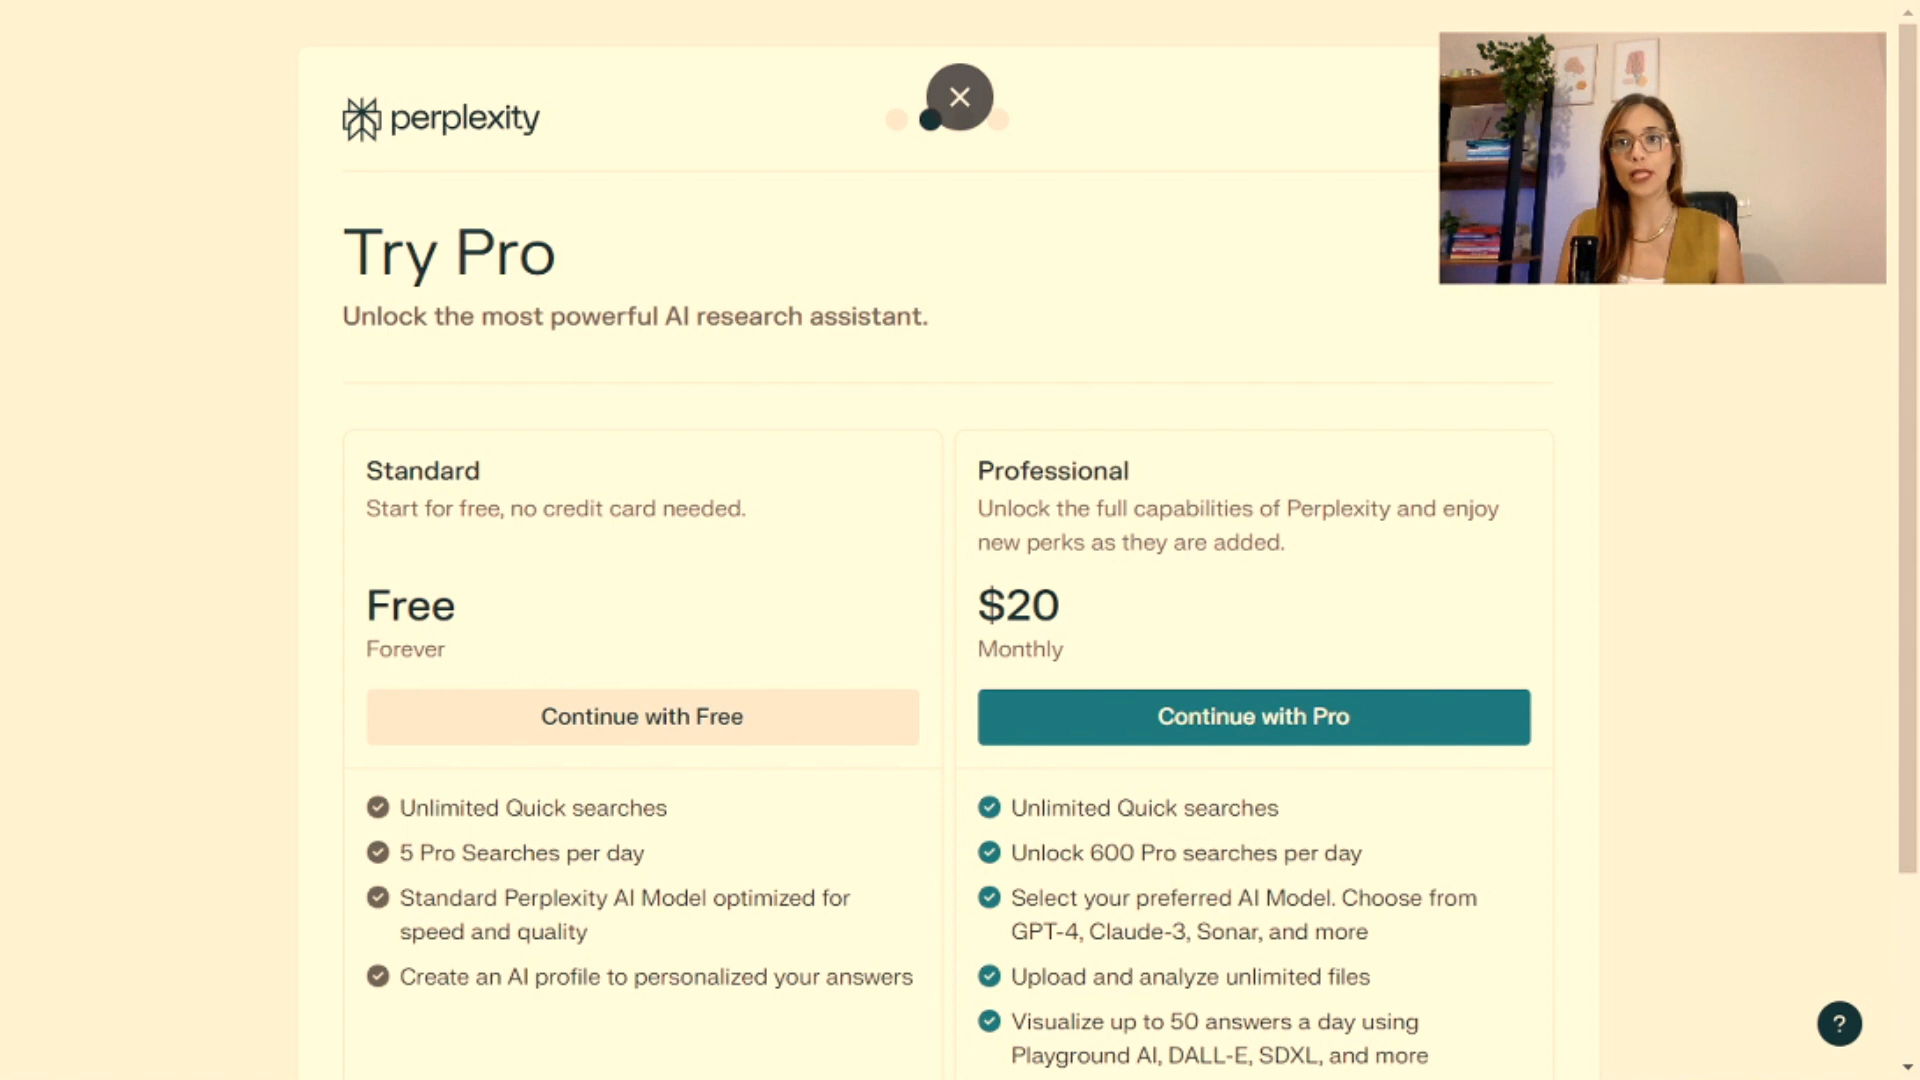 perplexity
Try Pro
Unlock the most powerful AI research assistant.
Standard
Start for free, no credit card needed.
Free
Forever
Continue with Free
Unlimited Quick searches
5 Pro Searches per day
Standard Perplexity AI Model optimized for
speed and quality
Create an AI profile to personalized your answers
Professional
Unlock the full capabilities of Perplexity and enjoy
new perks as they are added.
$20
Monthly
Continue with Pro
Unlimited Quick searches
Unlock 600 Pro searches per day
Select your preferred AI Model. Choose from
GPT-4, Claude-3, Sonar, and more
Upload and analyze unlimited files
Visualize up to 50 answers a day using
Playground AI, DALL-E, SDXL, and more
?